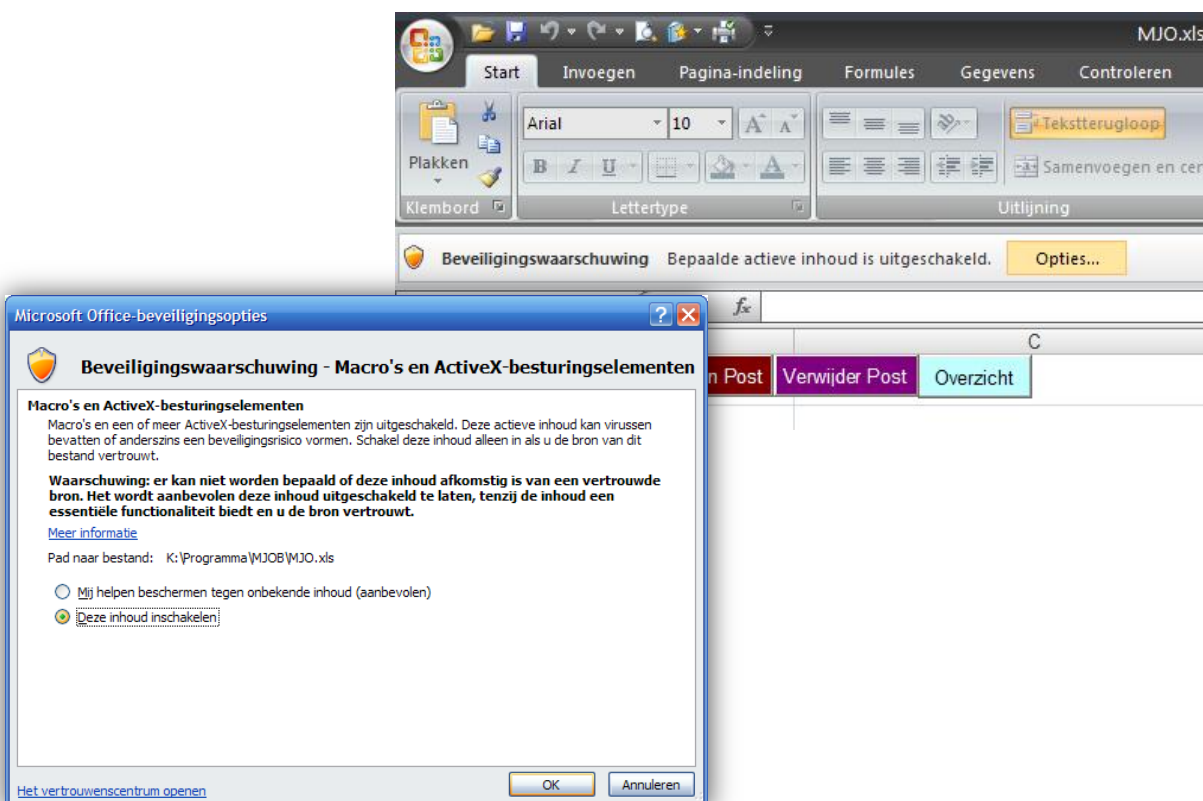 MJO.xls
Start Invoegen Pagina-indeling Formules Gegevens Controleren
Plakken
Arial 10 A A
Tekstterugloop
B I U A
Samenvoegen en cen
Klembord Lettertype Uitlijning
Beveiligingswaarschuwing Bepaalde actieve inhoud is uitgeschakeld. Opties...
fx
C
n Post Verwijder Post Overzicht
Microsoft Office-beveiligingsopties
Beveiligingswaarschuwing - Macro's en ActiveX-besturingselementen
Macro's en ActiveX-besturingselementen
Macro's en een of meer ActiveX-besturingselementen zijn uitgeschakeld. Deze actieve inhoud kan virussen
bevatten of anderszins een beveiligingsrisico vormen. Schakel deze inhoud alleen in als u de bron van dit
bestand vertrouwt.
Waarschuwing: er kan niet worden bepaald of deze inhoud afkomstig is van een vertrouwde
bron. Het wordt aanbevolen deze inhoud uitgeschakeld te laten, tenzij de inhoud een
essentiële functionaliteit biedt en u de bron vertrouwt.
Meer informatie
Pad naar bestand: K:\Programma\MJOB\MJO.xls
Mij helpen beschermen tegen onbekende inhoud (aanbevolen)
Deze inhoud inschakelen
Het vertrouwenscentrum openen
OK Annuleren